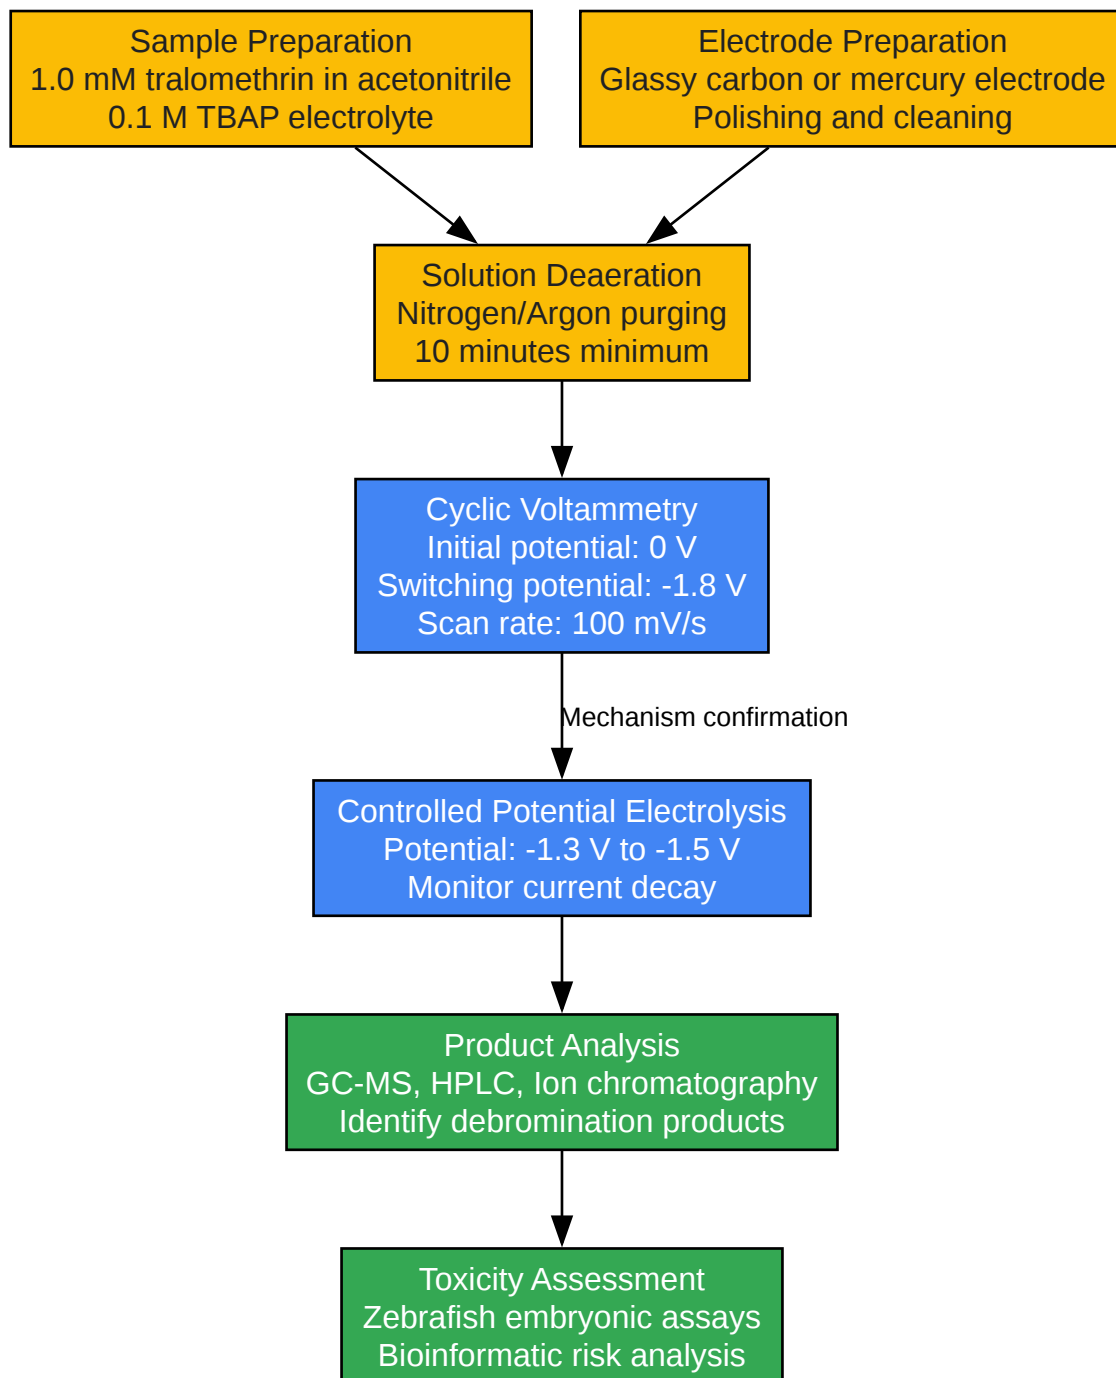 Sample Preparation
1.0 mM tralomethrin in acetonitrile
0.1 M TBAP electrolyte
Electrode Preparation
Glassy carbon or mercury electrode
Polishing and cleaning
Solution Deaeration
Nitrogen/Argon purging
10 minutes minimum
Cyclic Voltammetry
Initial potential: 0 V
Switching potential: -1.8 V
Scan rate: 100 mV/s
Mechanism confirmation
Controlled Potential Electrolysis
Potential: -1.3 V to -1.5 V
Monitor current decay
Product Analysis
GC-MS, HPLC, Ion chromatography
Identify debromination products
Toxicity Assessment
Zebrafish embryonic assays
Bioinformatic risk analysis